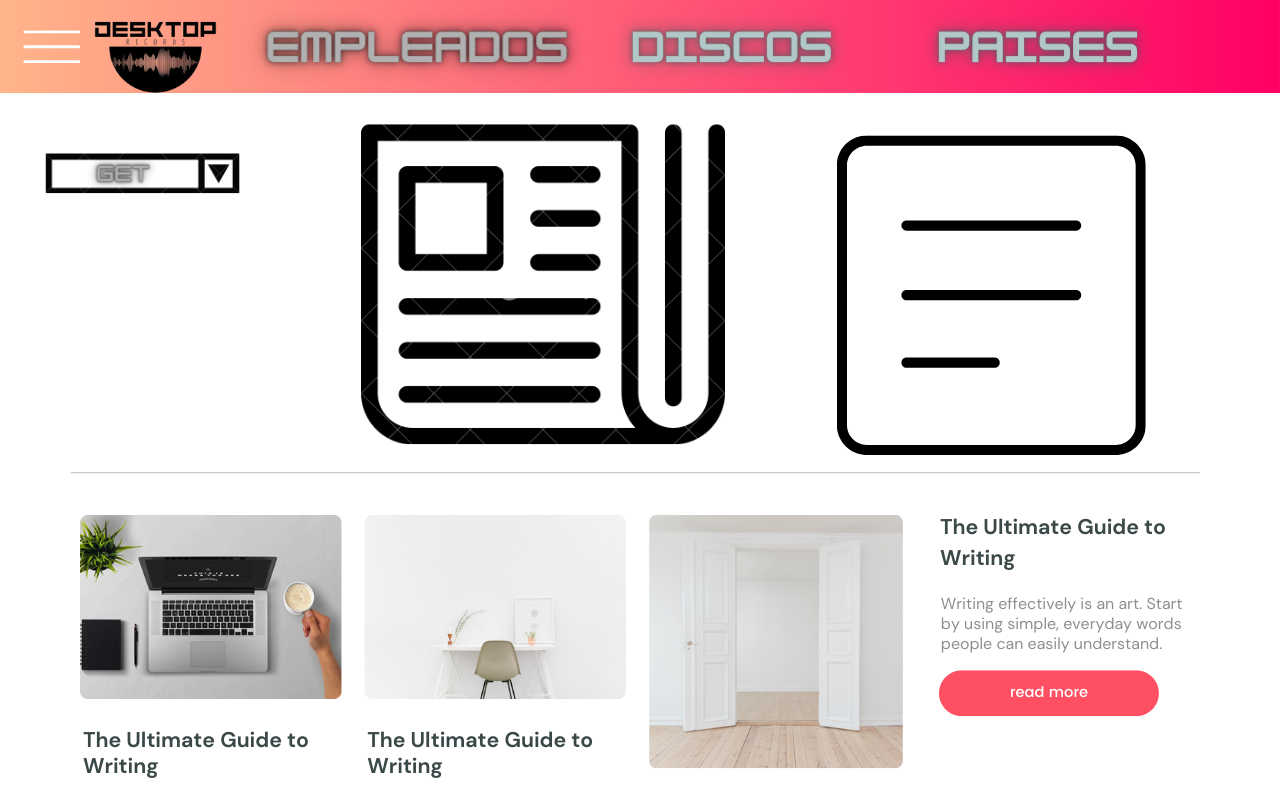 DESKTOP
RECORDS
EMPLEADOS
DISCOS
PAISES
GET
The Ultimate Guide to
Writing
The Ultimate Guide to
Writing
The Ultimate Guide to
Writing
Writing effectively is an art. Start
by using simple, everyday words
people can easily understand.
read more